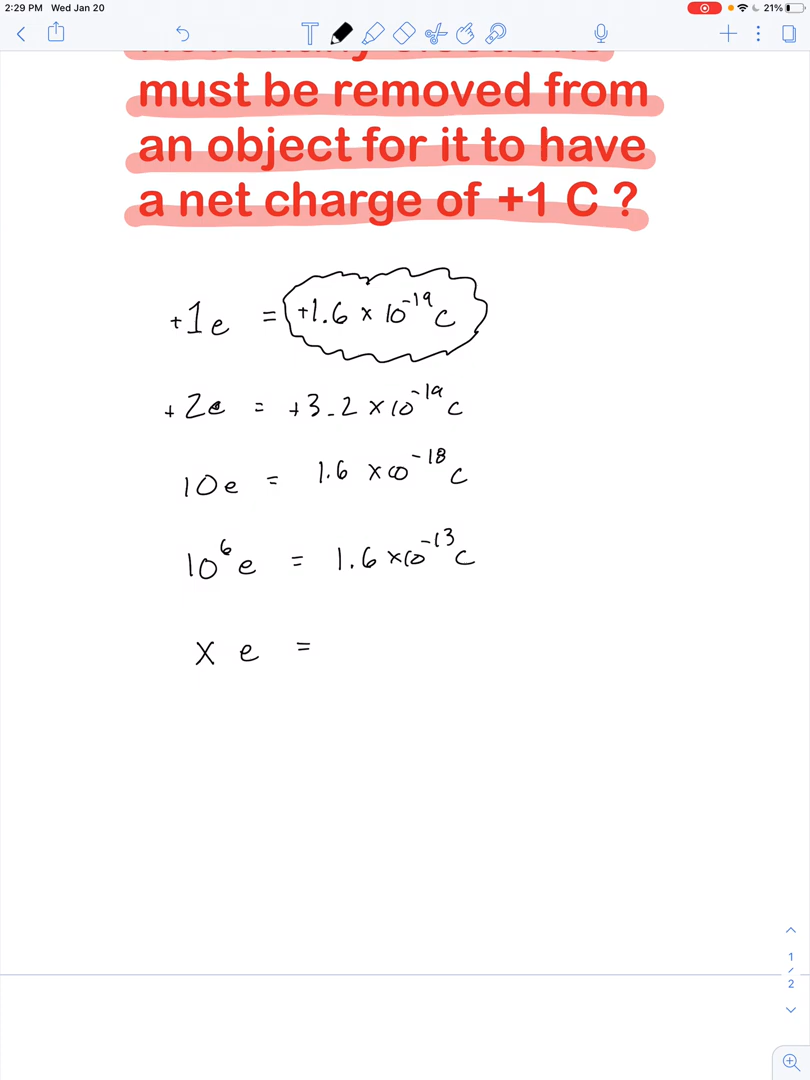 2:29 PM Wed Jan 20
21%
must be removed from
an object for it to have
a net charge of +1 C ?
+1e = +1.6 x 10^-19 C
+2e = +3.2 x 10^-19 C
10e = 1.6 x 10^-18 C
10^6 e = 1.6 x 10^-13 C
x e =
1
/
2